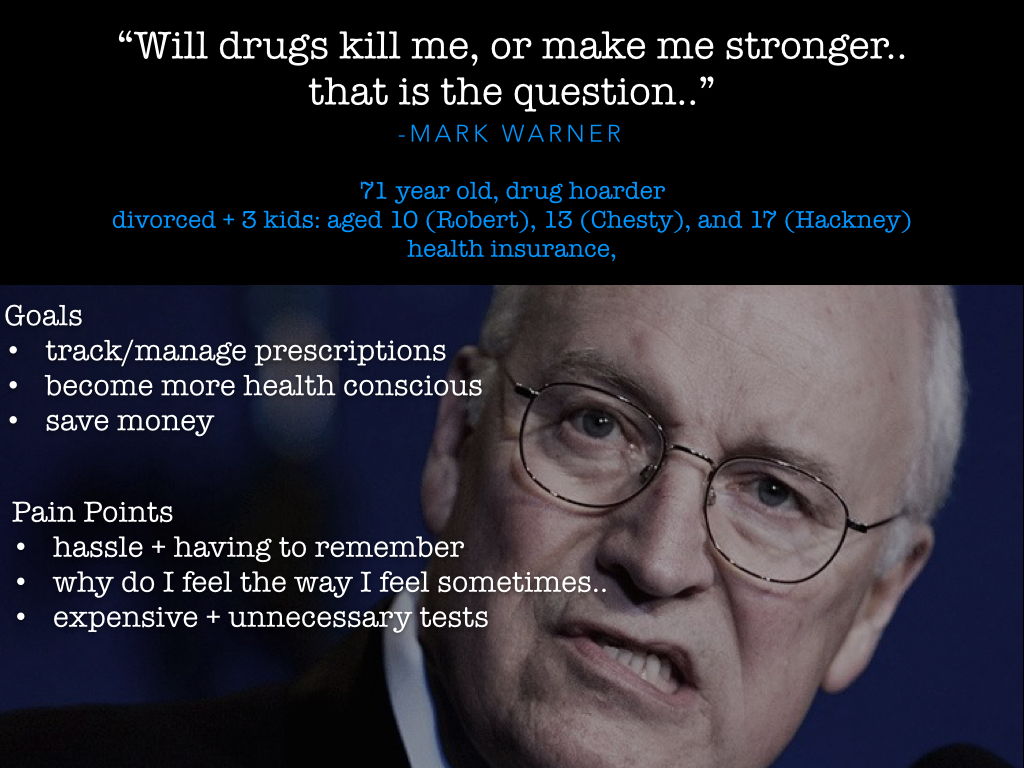 “Will drugs kill me, or make me stronger..
that is the question..”
-MARK WARNER
71 year old, drug hoarder
divorced + 3 kids: aged 10 (Robert), 13 (Chesty), and 17 (Hackney)
health insurance,
Goals
• track/manage prescriptions
• become more health conscious
• save money
Pain Points
• hassle + having to remember
• why do I feel the way I feel sometimes..
• expensive + unnecessary tests